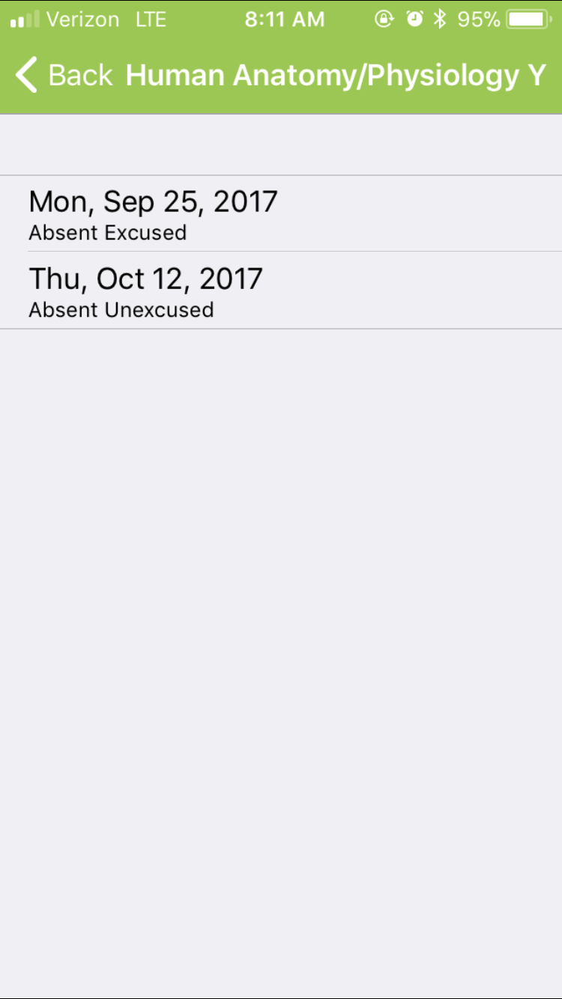 Verizon LTE 8:11 AM 95%
Back Human Anatomy/Physiology Y
Mon, Sep 25, 2017
Absent Excused
Thu, Oct 12, 2017
Absent Unexcused